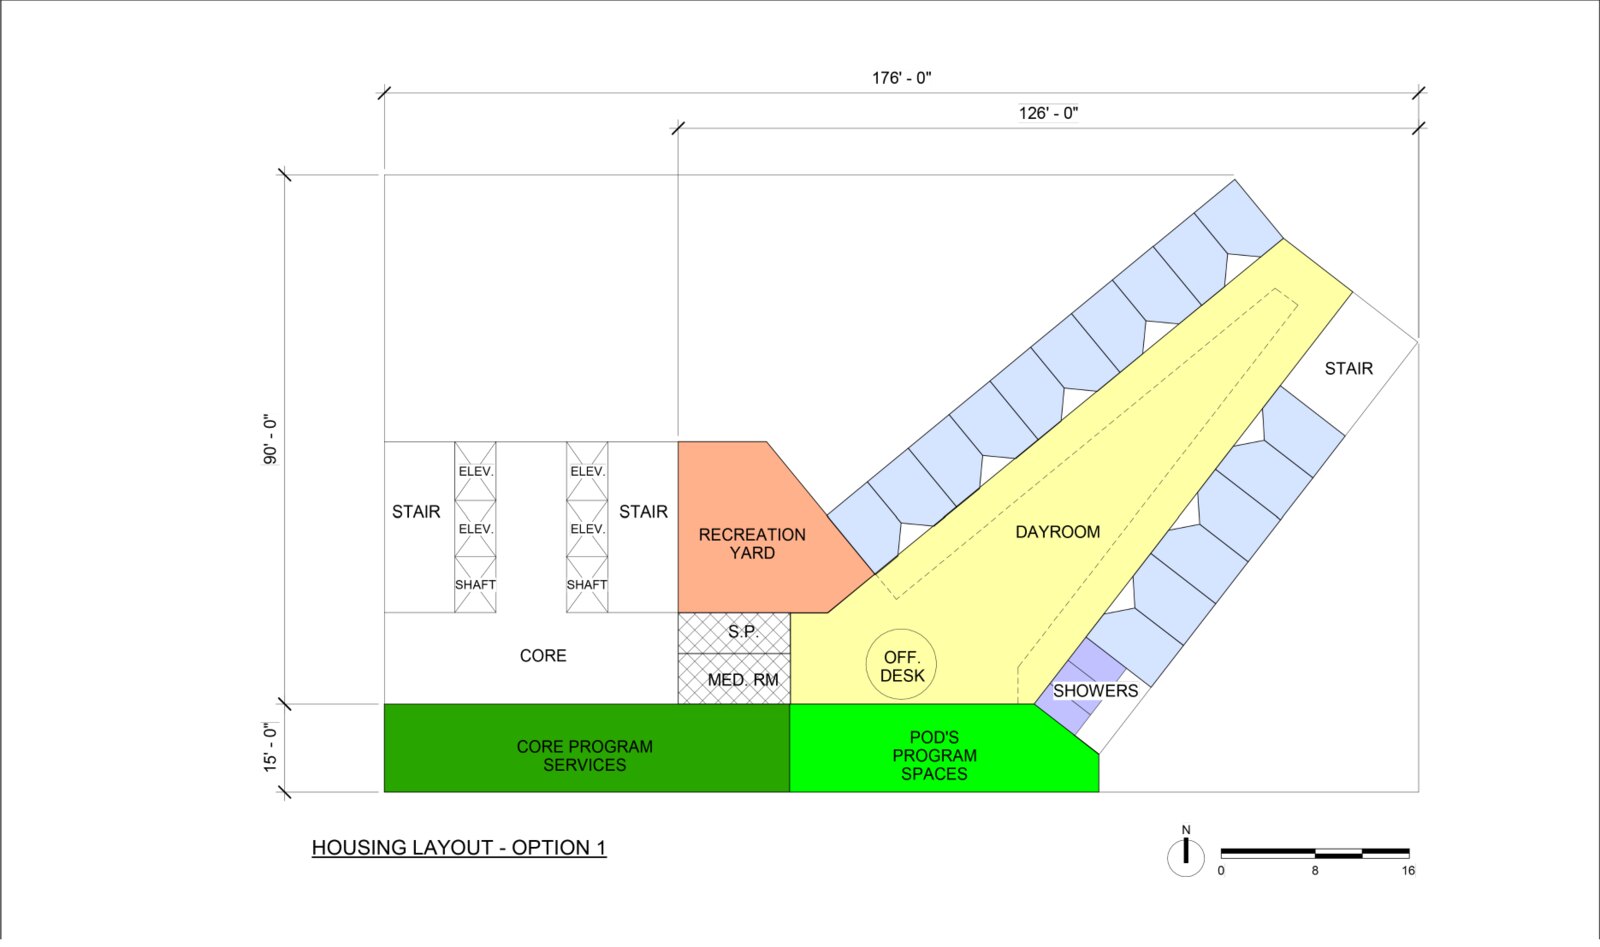 176' - 0"
126' - 0"
90' - 0"
15' - 0"
STAIR
ELEV.
ELEV.
SHAFT
ELEV.
ELEV.
SHAFT
STAIR
RECREATION
YARD
DAYROOM
STAIR
CORE
S.P.
MED. RM
OFF.
DESK
SHOWERS
CORE PROGRAM
SERVICES
POD'S
PROGRAM
SPACES
HOUSING LAYOUT - OPTION 1
N
0 8 16